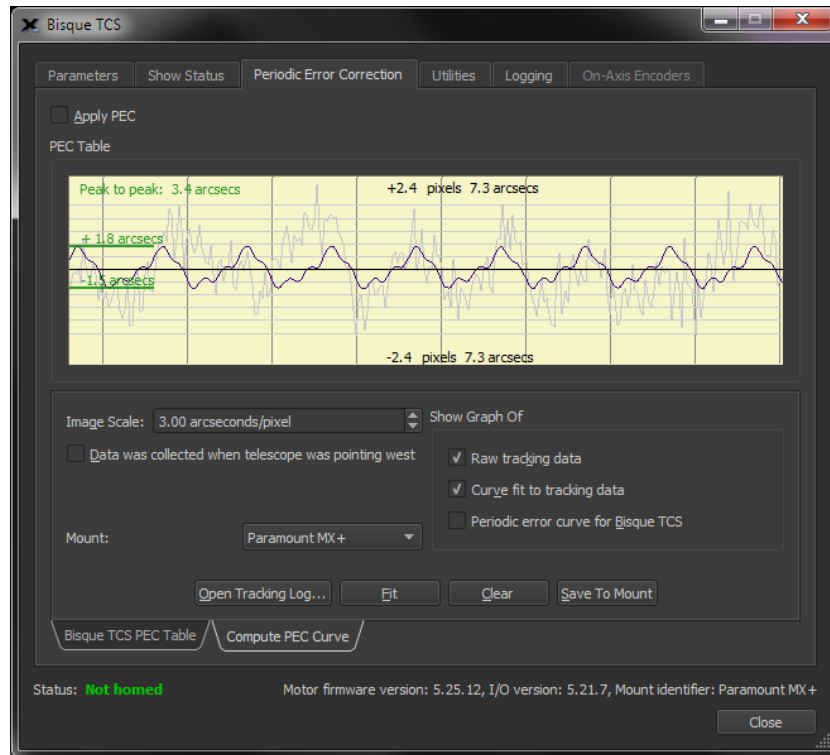 Bisque TCS
Parameters Show Status Periodic Error Correction Utilities Logging On-Axis Encoders
Apply PEC
PEC Table
Peak to peak: 3.4 arcsecs +2.4 pixels 7.3 arcsecs
+ 1.8 arcsecs
-1.5 arcsecs
-2.4 pixels 7.3 arcsecs
Image Scale: 3.00 arcseconds/pixel Show Graph Of
Data was collected when telescope was pointing west Raw tracking data
Curve fit to tracking data
Periodic error curve for Bisque TCS
Mount: Paramount MX+
Open Tracking Log... Fit Clear Save To Mount
Bisque TCS PEC Table Compute PEC Curve
Status: Not homed Motor firmware version: 5.25.12, I/O version: 5.21.7, Mount identifier: Paramount MX+
Close